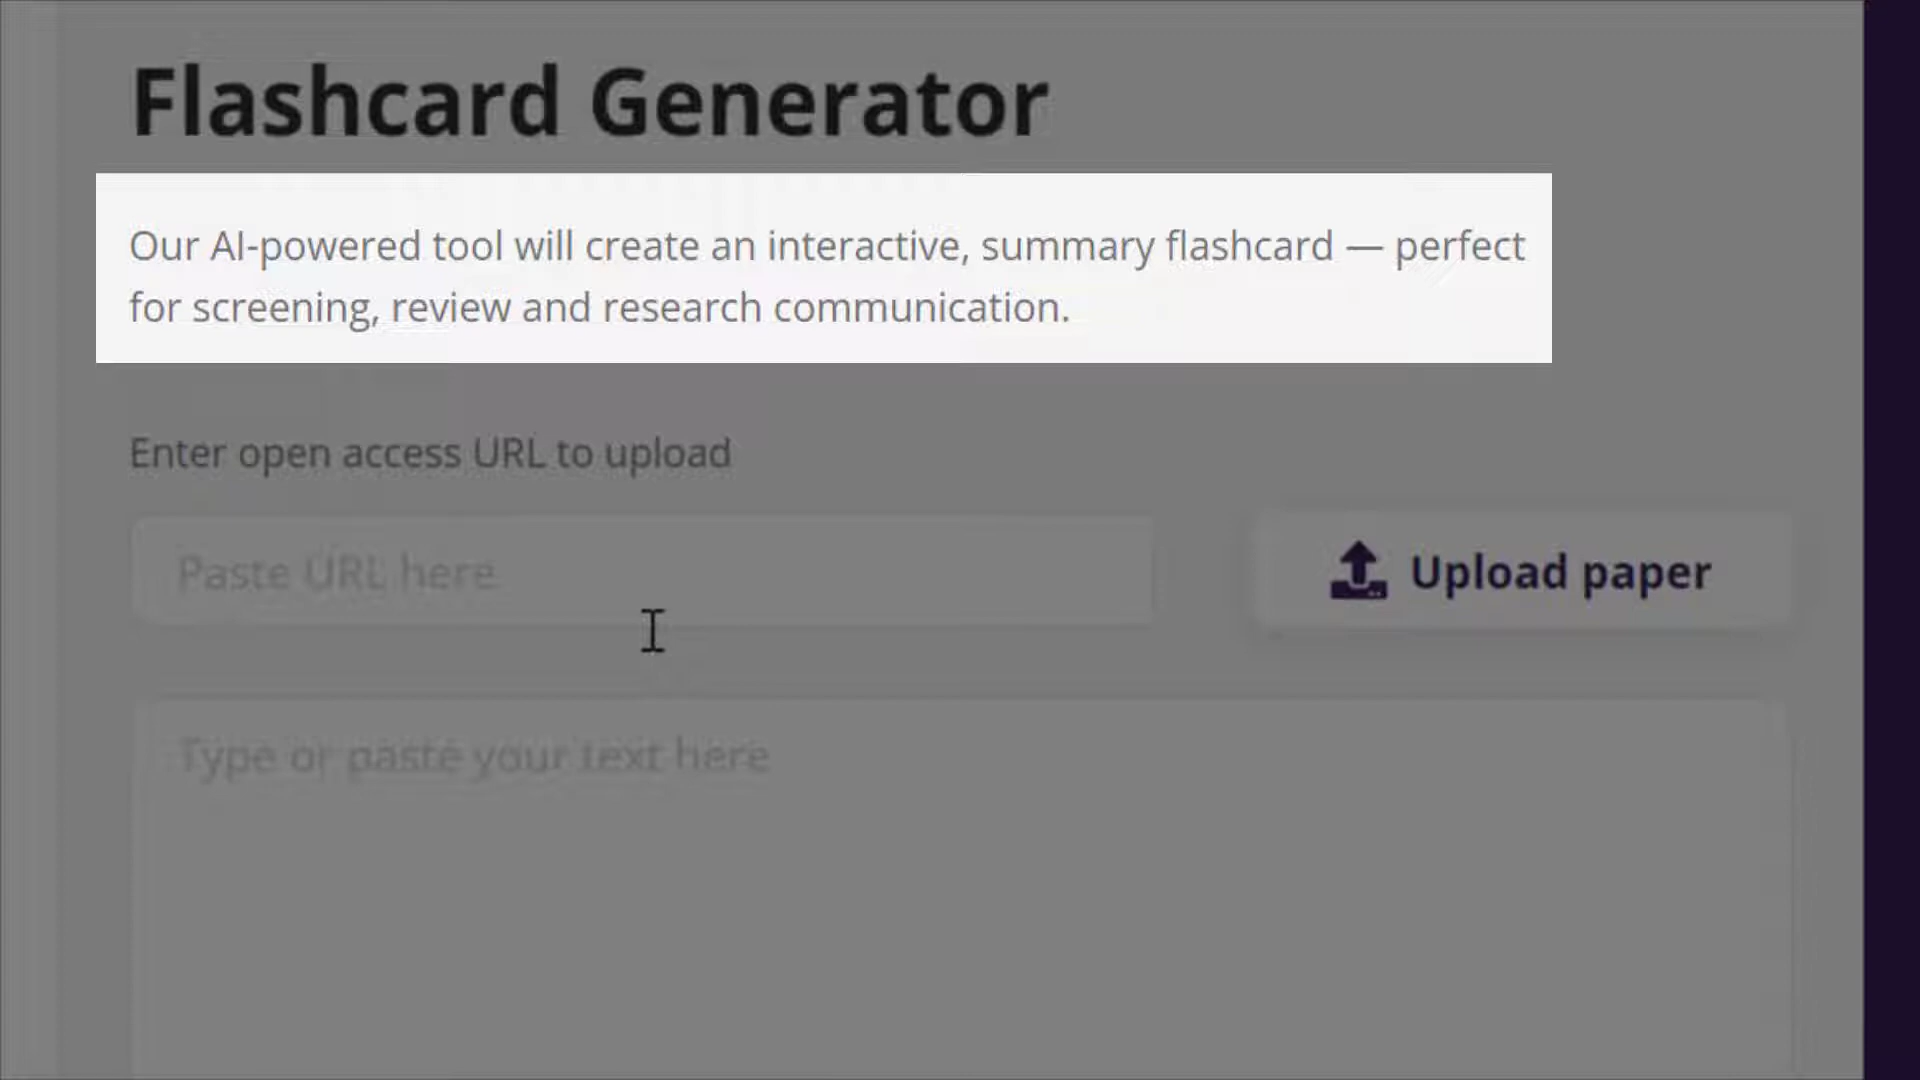 Flashcard Generator
Our AI-powered tool will create an interactive, summary flashcard — perfect
for screening, review and research communication.
Enter open access URL to upload
Paste URL here
Upload paper
Type or paste your text here